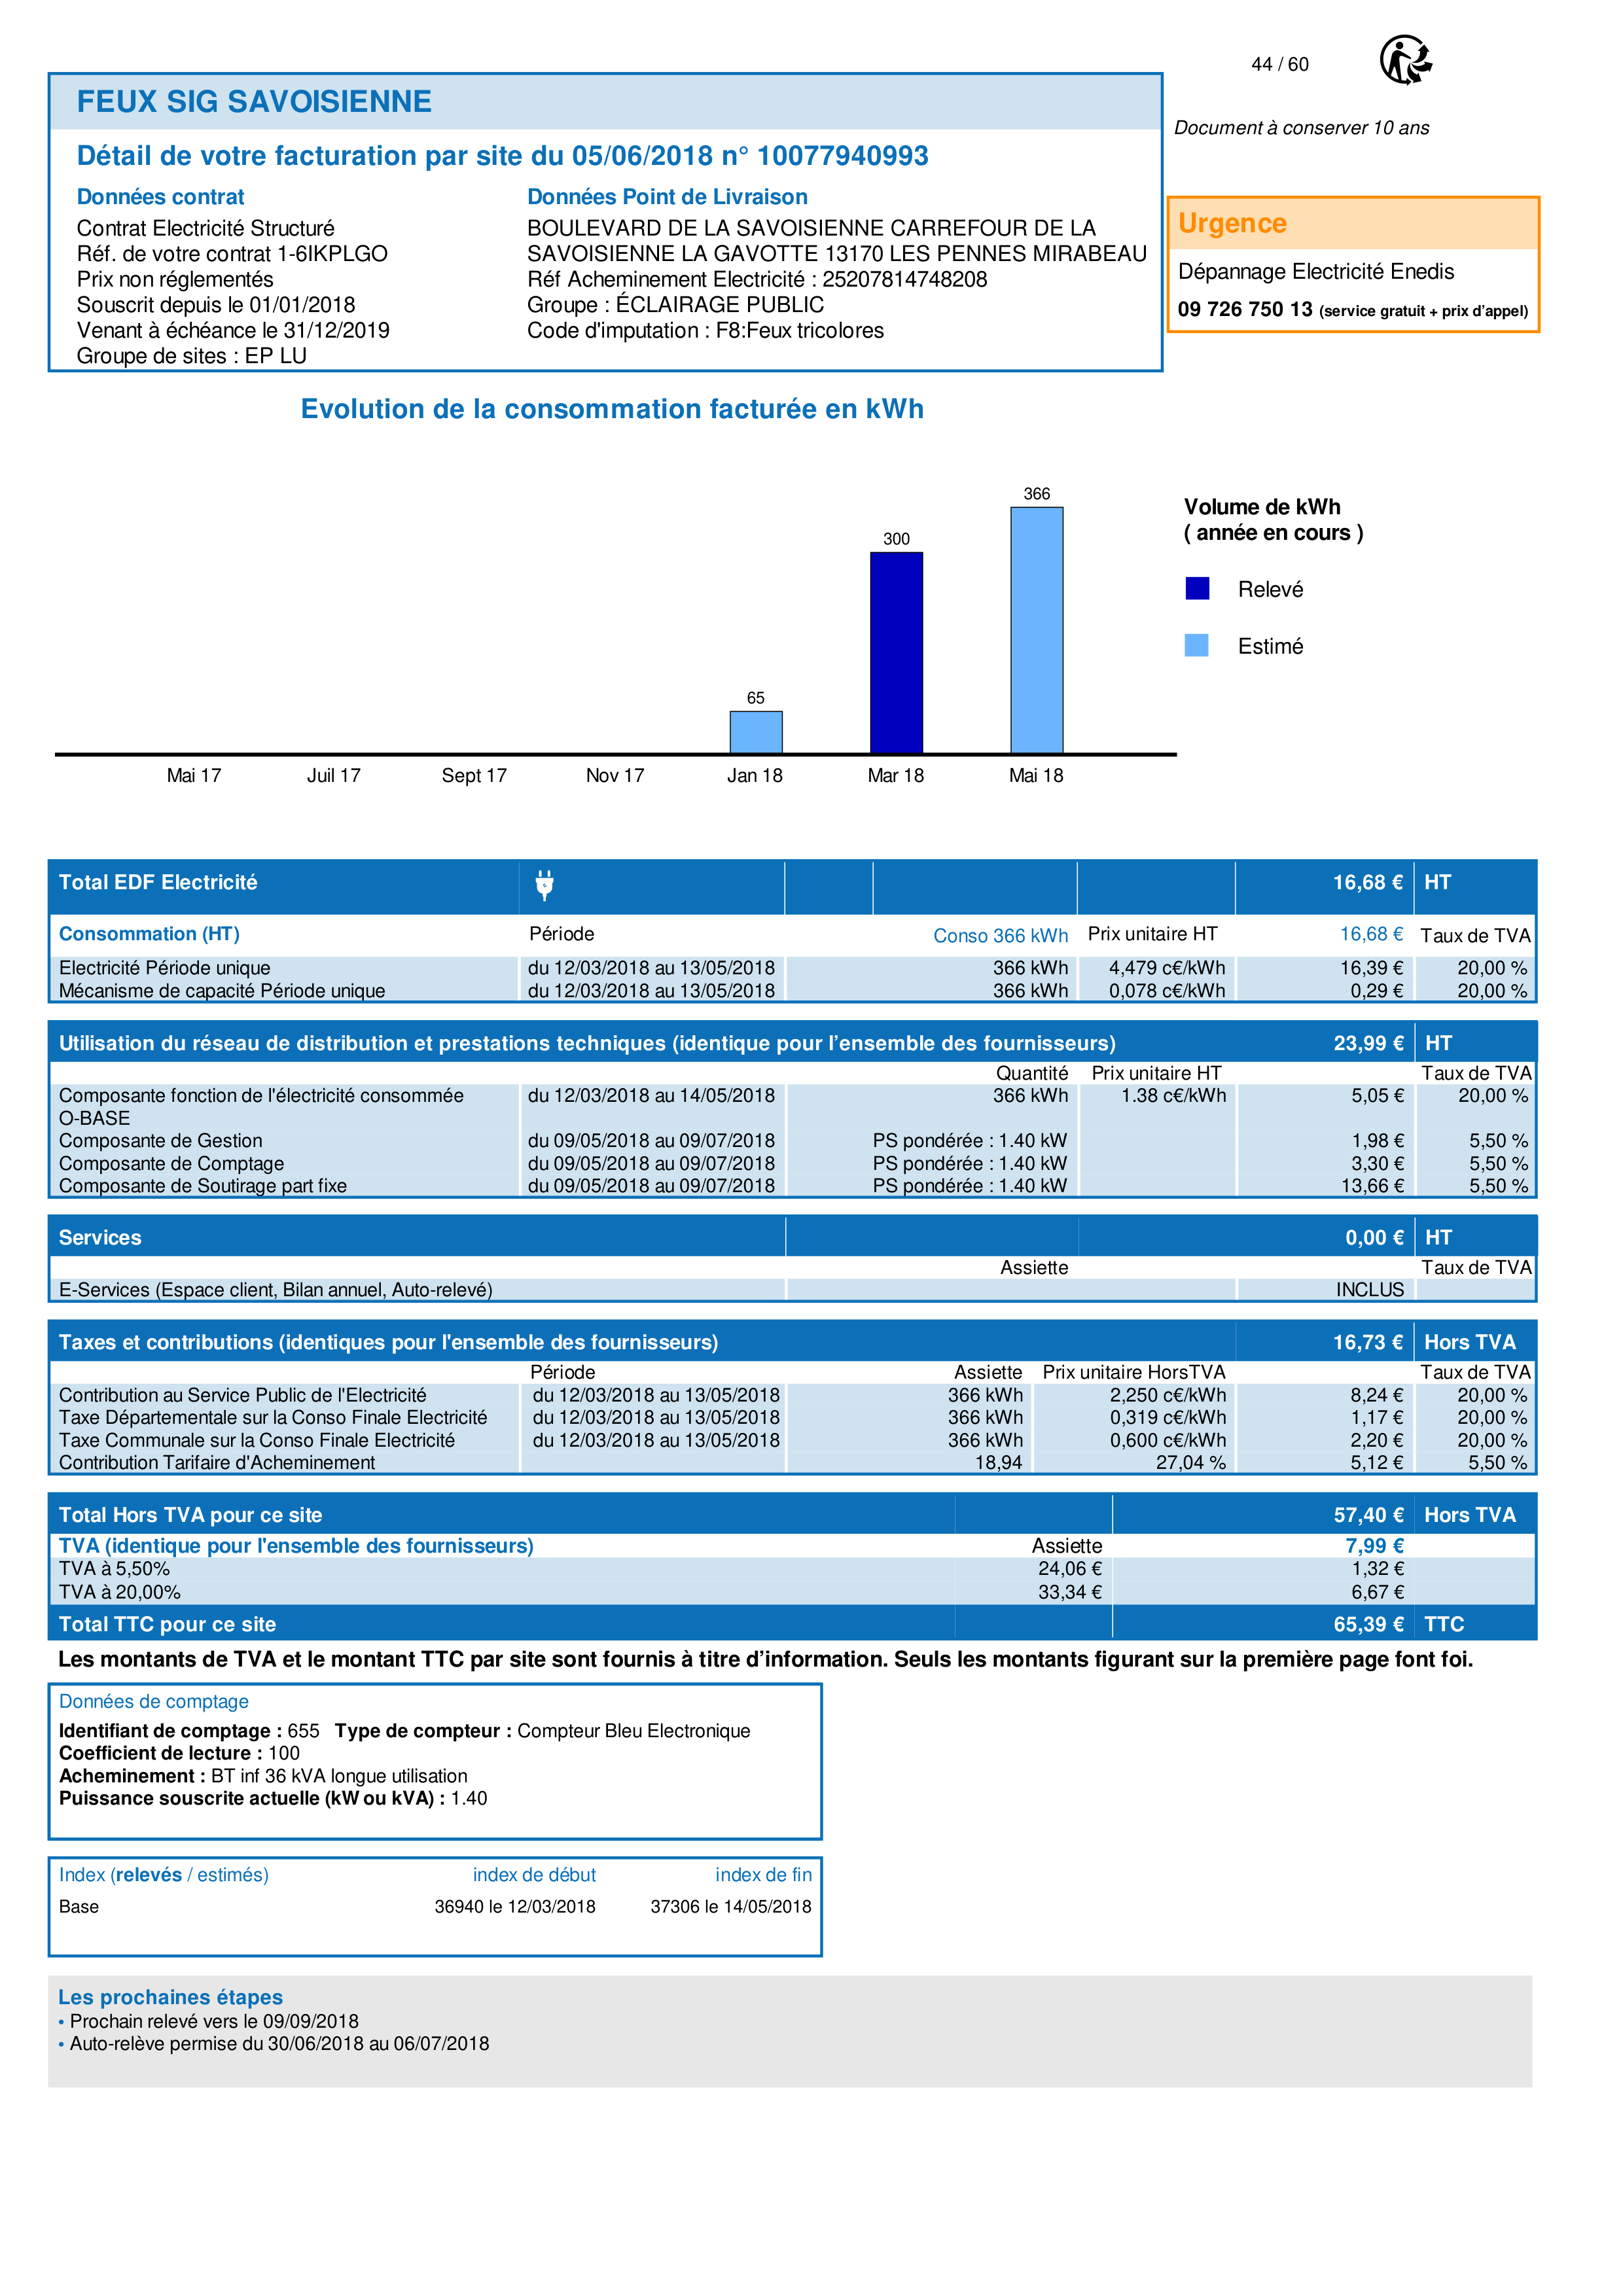 44 / 60
FEUX SIG SAVOISIENNE
Document à conserver 10 ans
Détail de votre facturation par site du 05/06/2018 n° 10077940993
Données contrat
Contrat Electricité Structuré
Réf. de votre contrat 1-6IKPLGO
Prix non réglementés
Souscrit depuis le 01/01/2018
Venant à échéance le 31/12/2019
Groupe de sites : EP LU
Données Point de Livraison
BOULEVARD DE LA SAVOISIENNE CARREFOUR DE LA
SAVOISIENNE LA GAVOTTE 13170 LES PENNES MIRABEAU
Réf Acheminement Electricité : 25207814748208
Groupe : ÉCLAIRAGE PUBLIC
Code d'imputation : F8:Feux tricolores
Urgence
Dépannage Electricité Enedis
09 726 750 13 (service gratuit + prix d’appel)
Evolution de la consommation facturée en kWh
366
300
65
Mai 17 Juil 17 Sept 17 Nov 17 Jan 18 Mar 18 Mai 18
Volume de kWh
( année en cours )
Relevé
Estimé
Total EDF Electricité 16,68 € HT
Consommation (HT) Période Conso 366 kWh Prix unitaire HT 16,68 € Taux de TVA
Electricité Période unique du 12/03/2018 au 13/05/2018 366 kWh 4,479 c€/kWh 16,39 € 20,00 %
Mécanisme de capacité Période unique du 12/03/2018 au 13/05/2018 366 kWh 0,078 c€/kWh 0,29 € 20,00 %
Utilisation du réseau de distribution et prestations techniques (identique pour l’ensemble des fournisseurs) 23,99 € HT
Quantité Prix unitaire HT Taux de TVA
Composante fonction de l'électricité consommée du 12/03/2018 au 14/05/2018 366 kWh 1.38 c€/kWh 5,05 € 20,00 %
O-BASE
Composante de Gestion du 09/05/2018 au 09/07/2018 PS pondérée : 1.40 kW 1,98 € 5,50 %
Composante de Comptage du 09/05/2018 au 09/07/2018 PS pondérée : 1.40 kW 3,30 € 5,50 %
Composante de Soutirage part fixe du 09/05/2018 au 09/07/2018 PS pondérée : 1.40 kW 13,66 € 5,50 %
Services 0,00 € HT
Assiette Taux de TVA
E-Services (Espace client, Bilan annuel, Auto-relevé) INCLUS
Taxes et contributions (identiques pour l'ensemble des fournisseurs) 16,73 € Hors TVA
Période Assiette Prix unitaire HorsTVA Taux de TVA
Contribution au Service Public de l'Electricité du 12/03/2018 au 13/05/2018 366 kWh 2,250 c€/kWh 8,24 € 20,00 %
Taxe Départementale sur la Conso Finale Electricité du 12/03/2018 au 13/05/2018 366 kWh 0,319 c€/kWh 1,17 € 20,00 %
Taxe Communale sur la Conso Finale Electricité du 12/03/2018 au 13/05/2018 366 kWh 0,600 c€/kWh 2,20 € 20,00 %
Contribution Tarifaire d'Acheminement 18,94 27,04 % 5,12 € 5,50 %
Total Hors TVA pour ce site 57,40 € Hors TVA
TVA (identique pour l'ensemble des fournisseurs) Assiette 7,99 €
TVA à 5,50% 24,06 € 1,32 €
TVA à 20,00% 33,34 € 6,67 €
Total TTC pour ce site 65,39 € TTC
Les montants de TVA et le montant TTC par site sont fournis à titre d’information. Seuls les montants figurant sur la première page font foi.
Données de comptage
Identifiant de comptage : 655 Type de compteur : Compteur Bleu Electronique
Coefficient de lecture : 100
Acheminement : BT inf 36 kVA longue utilisation
Puissance souscrite actuelle (kW ou kVA) : 1.40
Index (relevés / estimés) index de début index de fin
Base 36940 le 12/03/2018 37306 le 14/05/2018
Les prochaines étapes
• Prochain relevé vers le 09/09/2018
• Auto-relève permise du 30/06/2018 au 06/07/2018